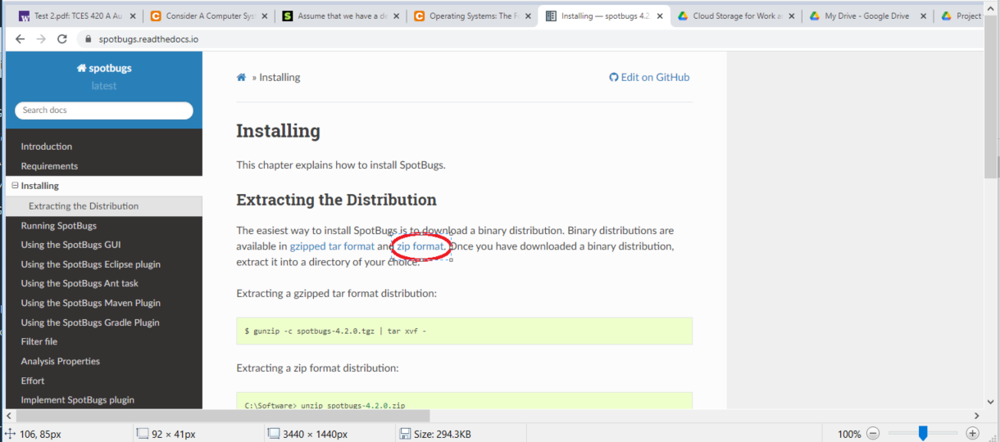 Test 2.pdf: TCES 420 A Au
Consider A Computer Sys
Assume that we have a de
Operating Systems: The F
Installing — spotbugs 4.2
Cloud Storage for Work a
My Drive - Google Drive
Project
spotbugs.readthedocs.io
spotbugs
latest
Search docs
Introduction
Requirements
Installing
Extracting the Distribution
Running SpotBugs
Using the SpotBugs GUI
Using the SpotBugs Eclipse plugin
Using the SpotBugs Ant task
Using the SpotBugs Maven Plugin
Using the SpotBugs Gradle Plugin
Filter file
Analysis Properties
Effort
Implement SpotBugs plugin
» Installing
Edit on GitHub
Installing
This chapter explains how to install SpotBugs.
Extracting the Distribution
The easiest way to install SpotBugs is to download a binary distribution. Binary distributions are
available in gzipped tar format and zip format. Once you have downloaded a binary distribution,
extract it into a directory of your choice.
Extracting a gzipped tar format distribution:
$ gunzip -c spotbugs-4.2.0.tgz | tar xvf -
Extracting a zip format distribution:
C:\Software> unzip spotbugs-4.2.0.zip
106, 85px
92 × 41px
3440 × 1440px
Size: 294.3KB
100%